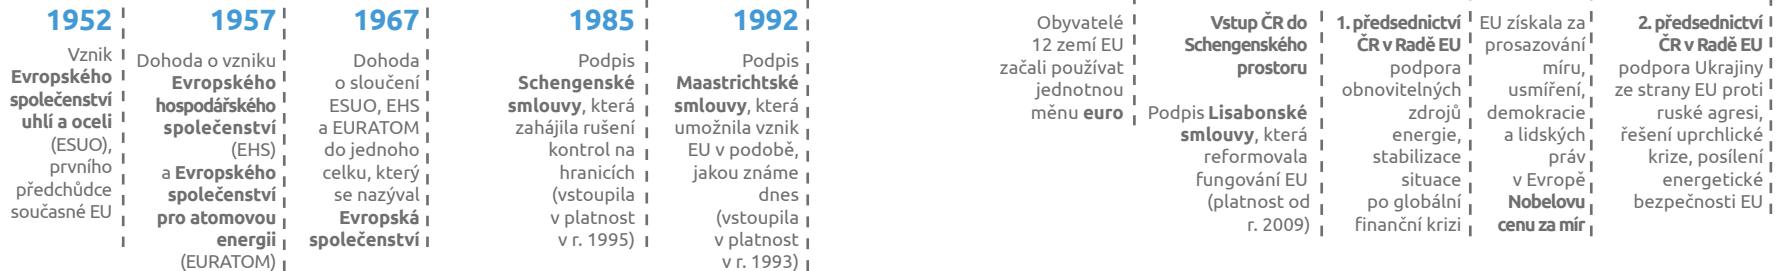 1952
Vznik
Evropského
společenství
uhlí a oceli
(ESUO),
prvního
předchůdce
současné EU
1957
Dohoda o vzniku
Evropského
hospodářského
společenství
(EHS)
a Evropského
společenství
pro atomovou
energii
(EURATOM)
1967
Dohoda
o sloučení
ESUO, EHS
a EURATOM
do jednoho
celku, který
se nazýval
Evropská
společenství
1985
Podpis
Schengenské
smlouvy, která
zahájila rušení
kontrol na
hranicích
(vstoupila
v platnost
v r. 1995)
1992
Podpis
Maastrichtské
smlouvy, která
umožnila vznik
EU v podobě,
jakou známe
dnes
(vstoupila
v platnost
v r. 1993)
Obyvatelé
12 zemí EU
začali používat
jednotnou
měnu euro
Vstup ČR do
Schengenského
prostoru
Podpis Lisabonské
smlouvy, která
reformovala
fungování EU
(platnost od
r. 2009)
1. předsednictví
ČR v Radě EU
podpora
obnovitelných
zdrojů
energie,
stabilizace
situace
po globální
finanční krizi
EU získala za
prosazování
míru,
usmíření,
demokracie
a lidských
práv
v Evropě
Nobelovu
cenu za mír
2. předsednictví
ČR v Radě EU
podpora Ukrajiny
ze strany EU proti
ruské agresi,
řešení uprchlické
krize, posílení
energetické
bezpečnosti EU